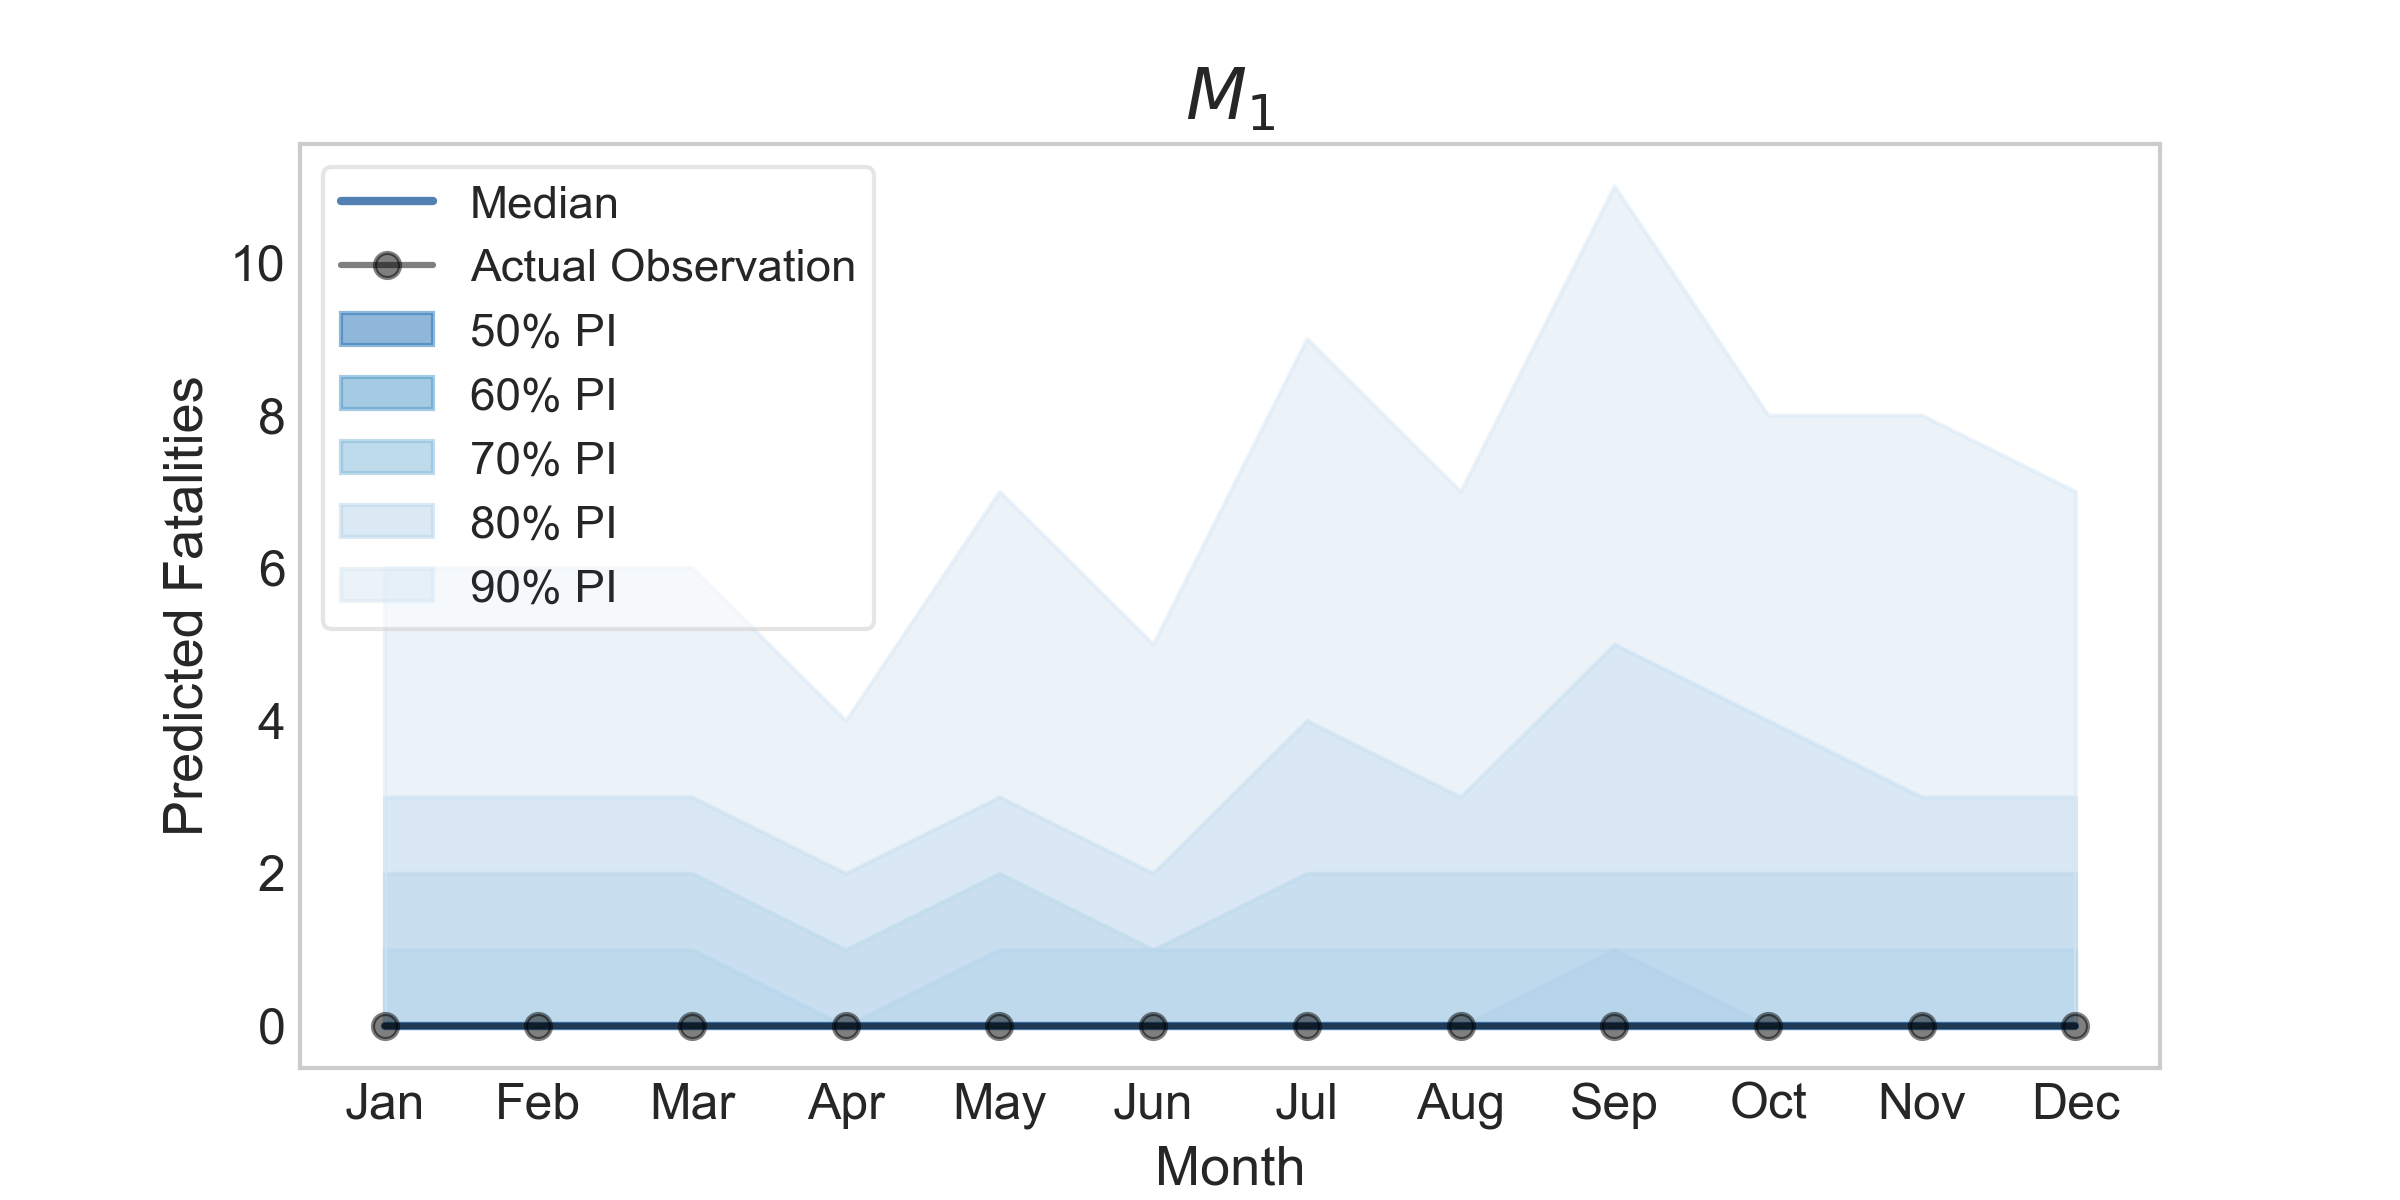 M1
Median
Actual Observation
50% PI
60% PI
70% PI
80% PI
90% PI
Predicted Fatalities
10
8
6
4
2
0
Jan Feb Mar Apr May Jun Jul Aug Sep Oct Nov Dec
Month